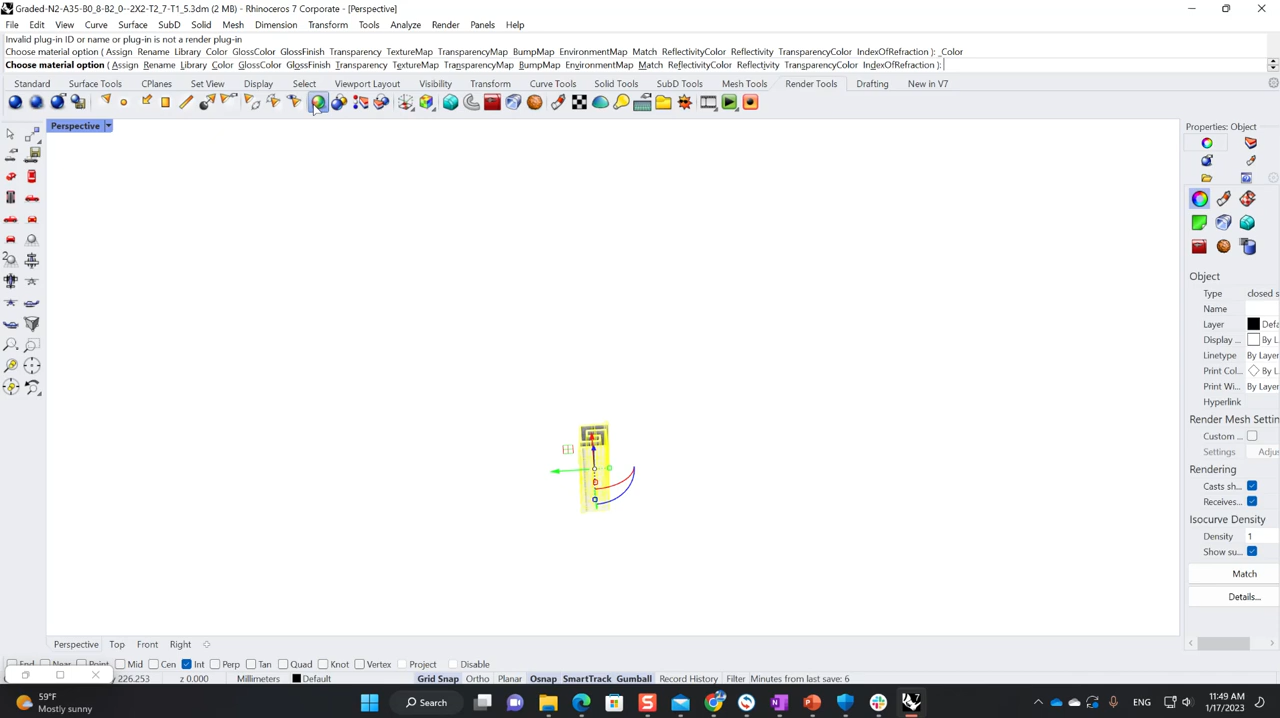 Graded-N2-A35-B0_8-B2_0--2X2-T2_7-T1_5.3dm (2 MB) - Rhinoceros 7 Corporate - [Perspective]
File Edit View Curve Surface SubD Solid Mesh Dimension Transform Tools Analyze Render Panels Help
Invalid plug-in ID or name or plug-in is not a render plug-in
Choose material option ( Assign Rename Library Color GlossColor GlossFinish Transparency TextureMap TransparencyMap BumpMap EnvironmentMap Match ReflectivityColor Reflectivity TransparencyColor IndexOfRefraction ): _Color
Choose material option ( Assign Rename Library Color GlossColor GlossFinish Transparency TextureMap TransparencyMap BumpMap EnvironmentMap Match ReflectivityColor Reflectivity TransparencyColor IndexOfRefraction ):
Standard Surface Tools CPlanes Set View Display Select Viewport Layout Visibility Transform Curve Tools Solid Tools SubD Tools Mesh Tools Render Tools Drafting New in V7
Perspective
Properties: Object
Object
Type closed s
Name
Layer Defa
Display ... By L
Linetype By Laye
Print Col... By L
Print Wi... By Laye
Hyperlink
Render Mesh Setting
Custom ...
Settings Adjus
Rendering
Casts sh...
Receives...
Isocurve Density
Density 1
Show su...
Match
Details...
Perspective Top Front Right
End Near Point Mid Cen Int Perp Tan Quad Knot Vertex Project Disable
226.253 z 0.000 Millimeters Default Grid Snap Ortho Planar Osnap SmartTrack Gumball Record History Filter Minutes from last save: 6
59°F
Mostly sunny
Search
ENG
11:49 AM
1/17/2023